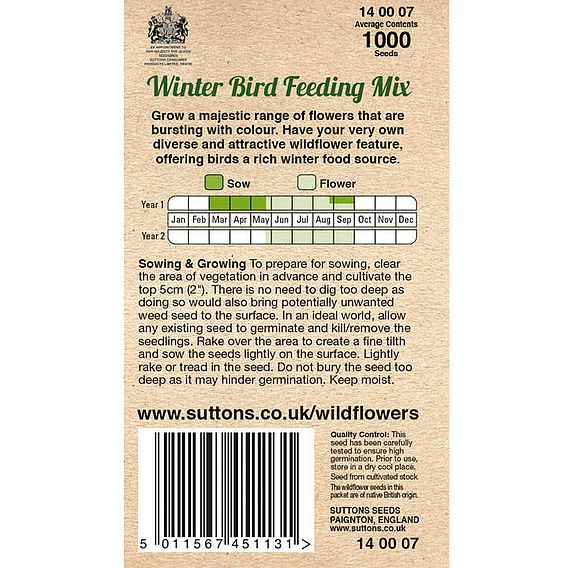 14 00 07
Average Contents
1000
Seeds
BY APPOINTMENT TO
HER MAJESTY THE QUEEN
SEEDSMEN
SUTTONS CONSUMER
PRODUCTS LIMITED, DEVON
Winter Bird Feeding Mix
Grow a majestic range of flowers that are
bursting with colour. Have your very own
diverse and attractive wildflower feature,
offering birds a rich winter food source.
Sow Flower
Year 1
Jan Feb Mar Apr May Jun Jul Aug Sep Oct Nov Dec
Year 2
Sowing & Growing To prepare for sowing, clear
the area of vegetation in advance and cultivate the
top 5cm (2"). There is no need to dig too deep as
doing so would also bring potentially unwanted
weed seed to the surface. In an ideal world, allow
any existing seed to germinate and kill/remove the
seedlings. Rake over the area to create a fine tilth
and sow the seeds lightly on the surface. Lightly
rake or tread in the seed. Do not bury the seed too
deep as it may hinder germination. Keep moist.
www.suttons.co.uk/wildflowers
Quality Control: This
seed has been carefully
tested to ensure high
germination. Prior to use,
store in a dry cool place.
Seed from cultivated stock
The wildflower seeds in this
packet are of native British origin.
SUTTONS SEEDS
PAIGNTON, ENGLAND
www.suttons.co.uk
5 011567 451131 >
14 00 07